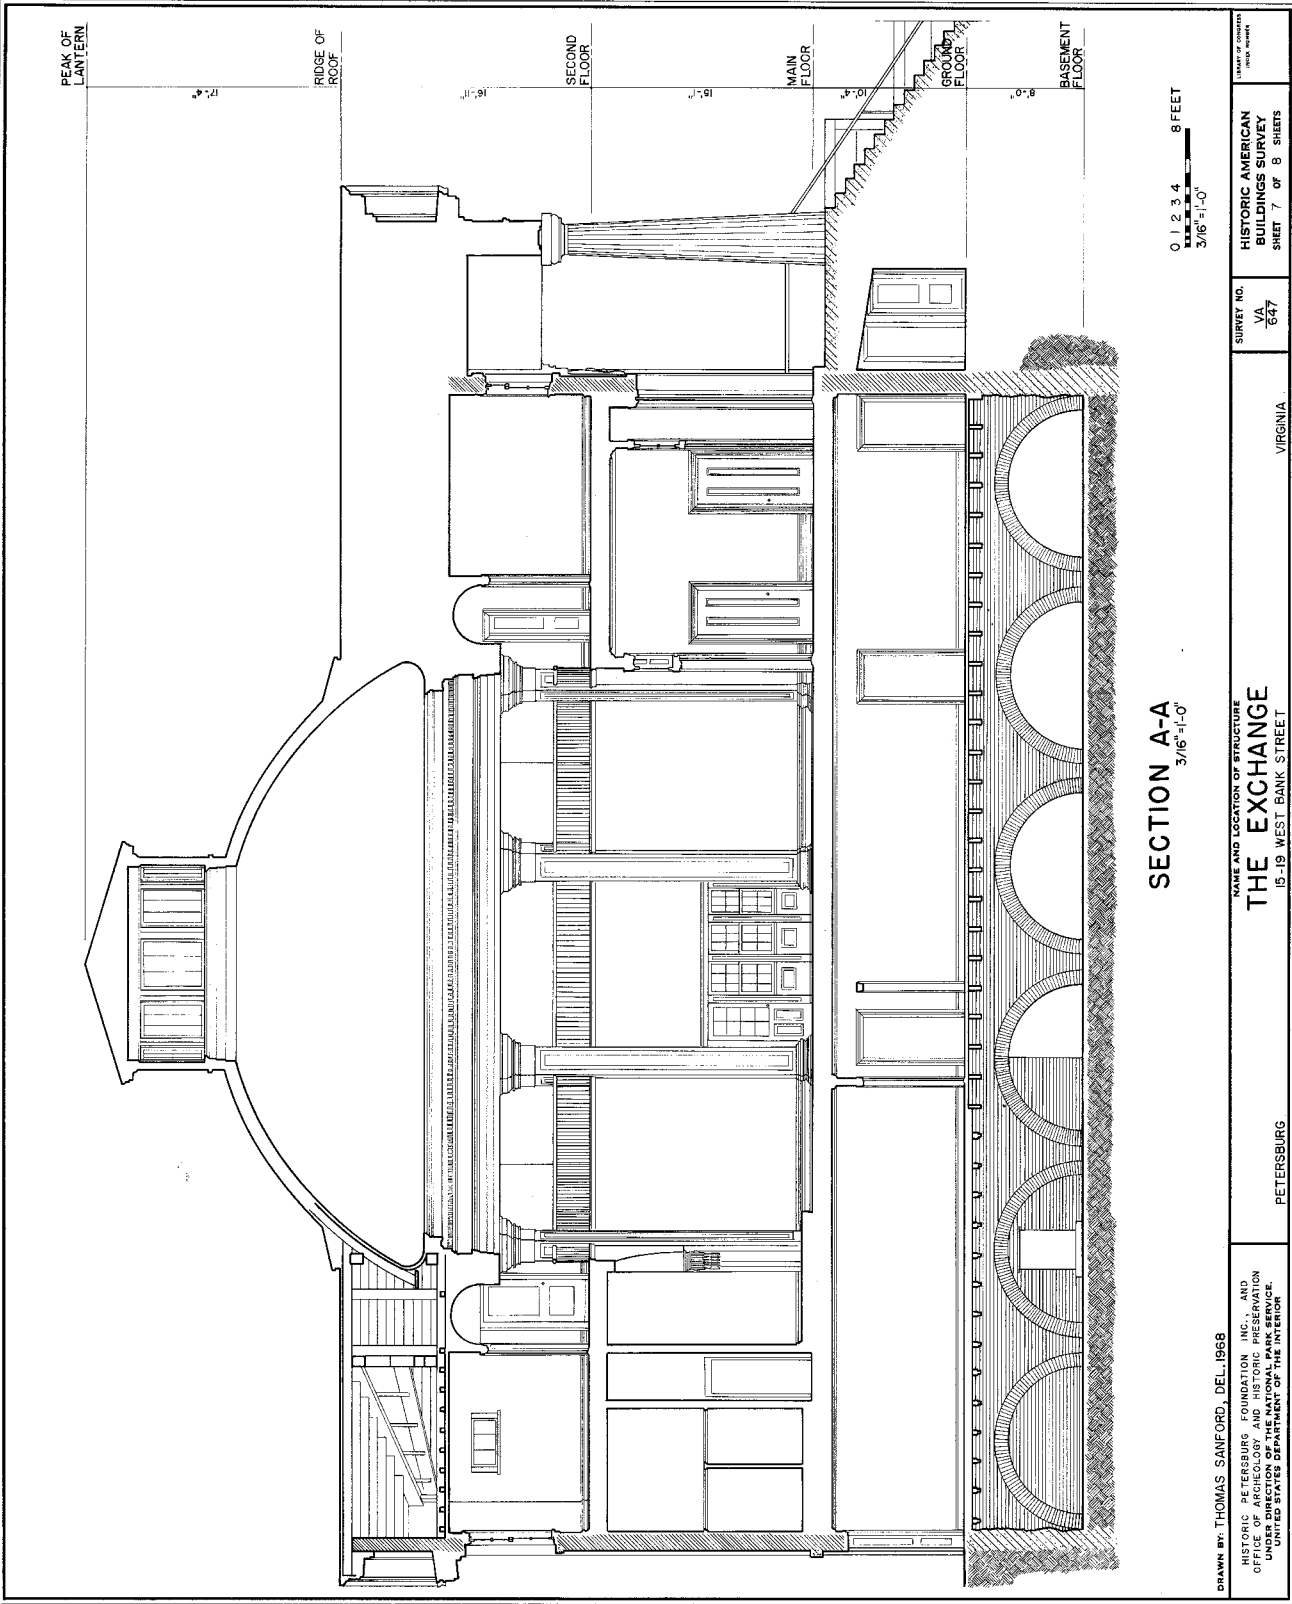 PEAK OF
LANTERN
17'-4"
RIDGE OF
ROOF
16'-11"
SECOND
FLOOR
15'-1"
MAIN
FLOOR
10'-4"
GROUND
FLOOR
8'-0"
BASEMENT
FLOOR
0 1 2 3 4 8 FEET
3/16"=1'-0"
SECTION A-A
3/16"=1'-0"
DRAWN BY: THOMAS SANFORD, DEL. 1968
HISTORIC PETERSBURG FOUNDATION INC., AND
OFFICE OF ARCHEOLOGY AND HISTORIC PRESERVATION
UNDER DIRECTION OF THE NATIONAL PARK SERVICE,
UNITED STATES DEPARTMENT OF THE INTERIOR
NAME AND LOCATION OF STRUCTURE
THE EXCHANGE
15-19 WEST BANK STREET
PETERSBURG
VIRGINIA
SURVEY NO.
VA
647
HISTORIC AMERICAN
BUILDINGS SURVEY
SHEET 7 OF 8 SHEETS
LIBRARY OF CONGRESS
INDEX NUMBER